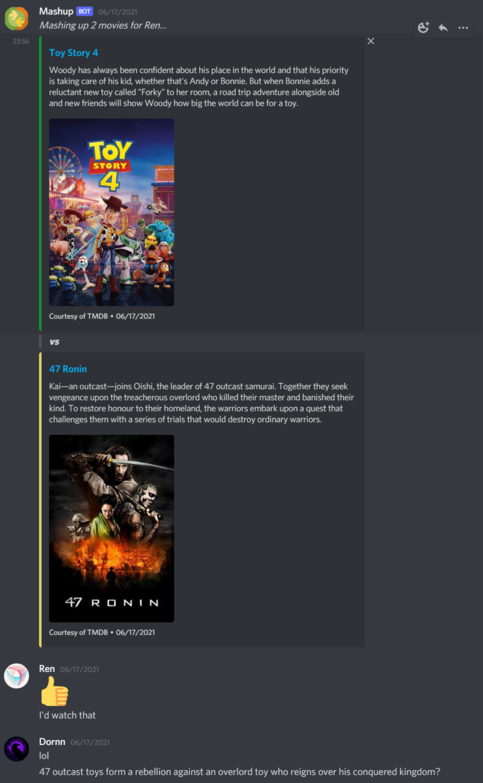 Mashup BOT 06/17/2021
Mashing up 2 movies for Ren...
23:56
Toy Story 4
Woody has always been confident about his place in the world and that his priority
is taking care of his kid, whether that's Andy or Bonnie. But when Bonnie adds a
reluctant new toy called "Forky" to her room, a road trip adventure alongside old
and new friends will show Woody how big the world can be for a toy.
TOY
STORY
4
Courtesy of TMDB • 06/17/2021
vs
47 Ronin
Kai—an outcast—joins Oishi, the leader of 47 outcast samurai. Together they seek
vengeance upon the treacherous overlord who killed their master and banished their
kind. To restore honour to their homeland, the warriors embark upon a quest that
challenges them with a series of trials that would destroy ordinary warriors.
47 RONIN
Courtesy of TMDB • 06/17/2021
Ren 06/17/2021
I'd watch that
Dornn 06/17/2021
lol
47 outcast toys form a rebellion against an overlord toy who reigns over his conquered kingdom?